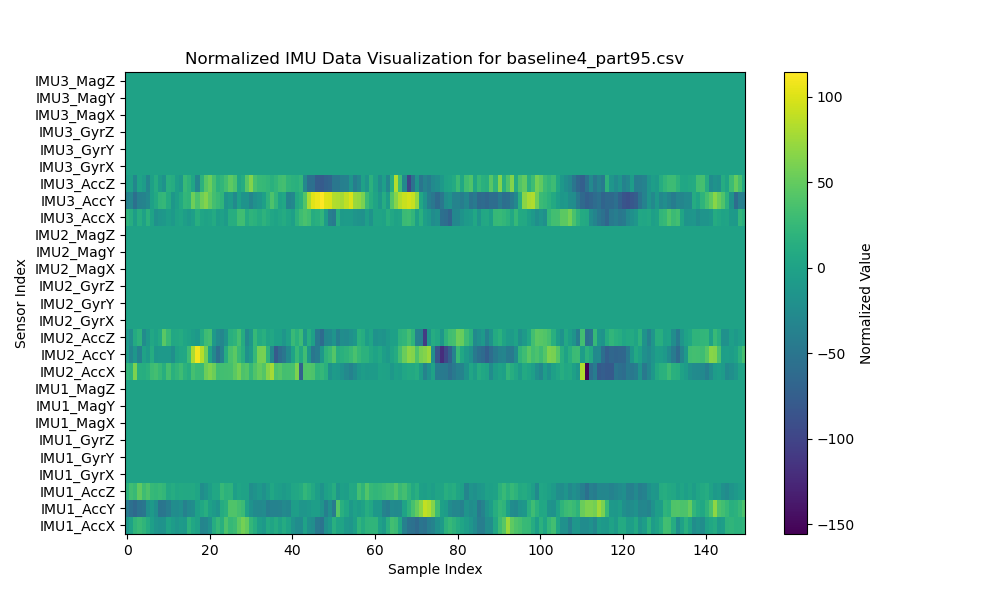 Normalized IMU Data Visualization for baseline4_part95.csv
IMU3_MagZ
IMU3_MagY
IMU3_MagX
IMU3_GyrZ
IMU3_GyrY
IMU3_GyrX
IMU3_AccZ
IMU3_AccY
IMU3_AccX
IMU2_MagZ
IMU2_MagY
IMU2_MagX
IMU2_GyrZ
IMU2_GyrY
IMU2_GyrX
IMU2_AccZ
IMU2_AccY
IMU2_AccX
IMU1_MagZ
IMU1_MagY
IMU1_MagX
IMU1_GyrZ
IMU1_GyrY
IMU1_GyrX
IMU1_AccZ
IMU1_AccY
IMU1_AccX
Sensor Index
0 20 40 60 80 100 120 140
Sample Index
100
50
0
−50
−100
−150
Normalized Value